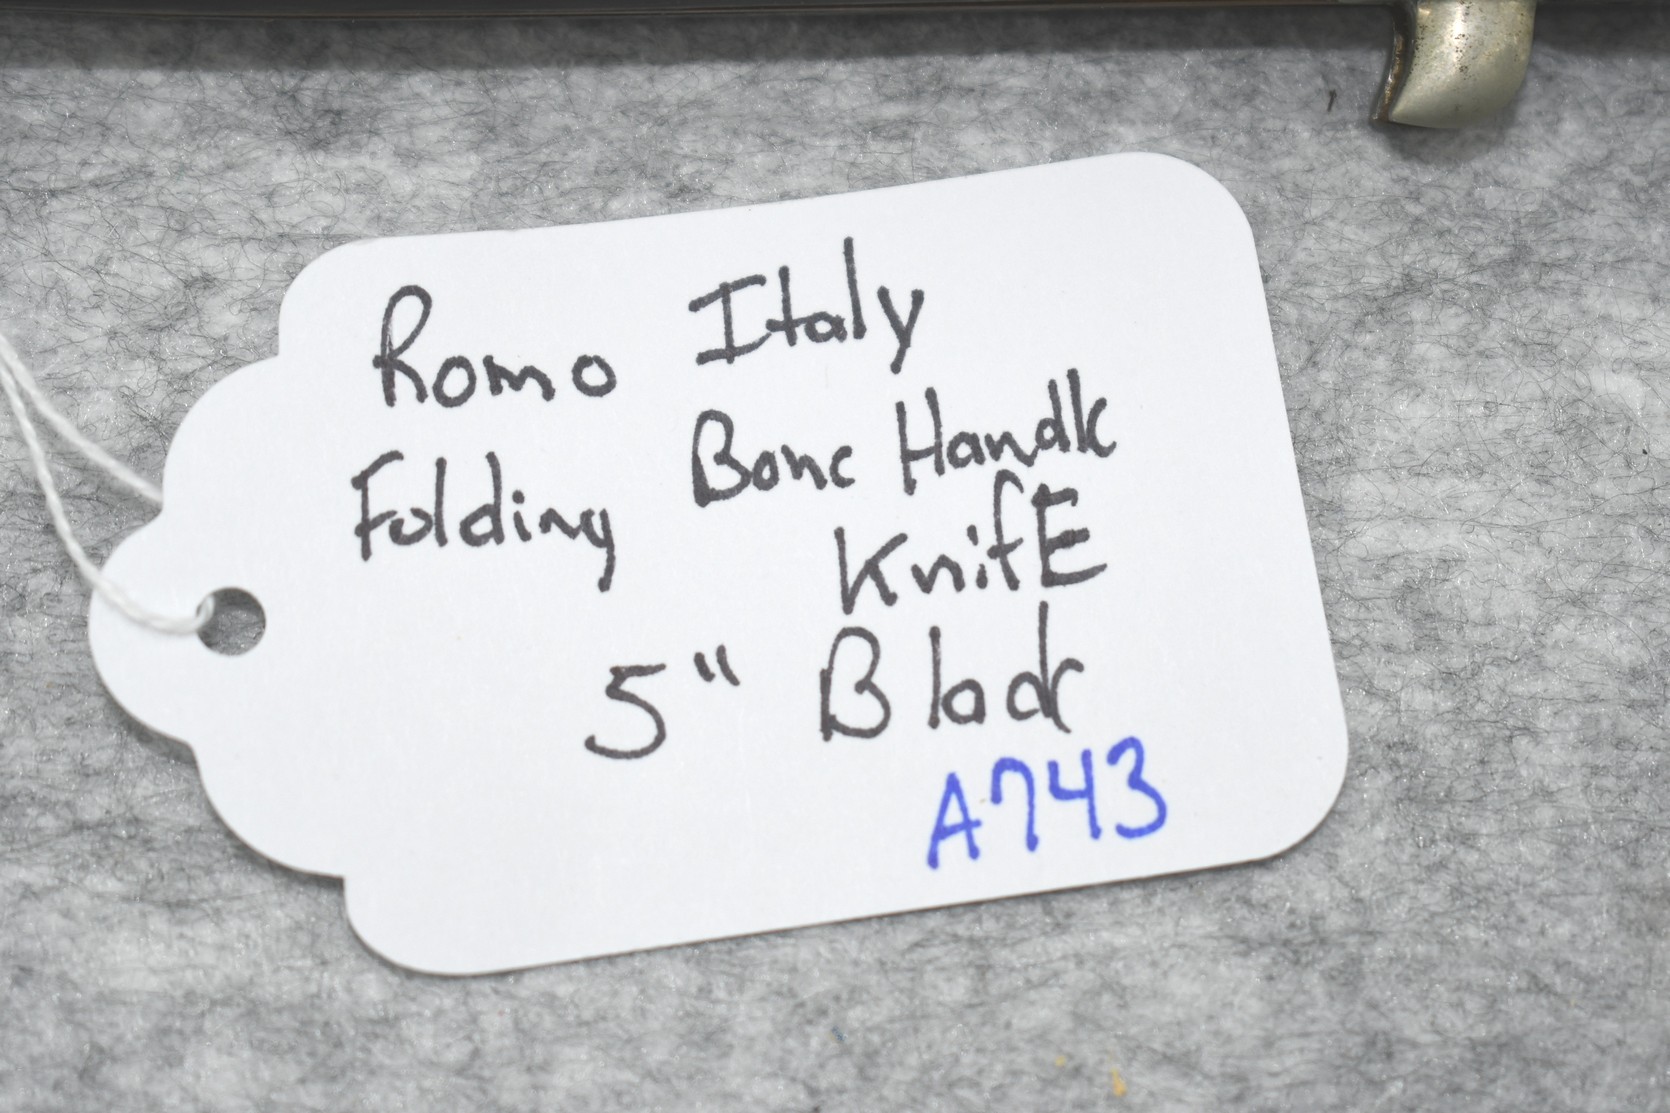 Romo Italy
Folding Bone Handle
KnifE
5" Blade
A743